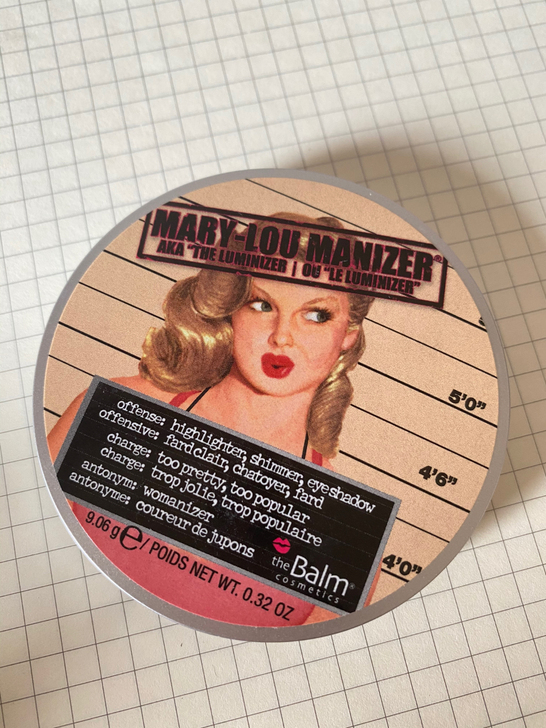 MARY-LOU MANIZER®
AKA "THE LUMINIZER | OU "LE LUMINIZER"
5'0"
4'6"
4'0"
offense: highlighter, shimmer, eyeshadow
offensive: fard clair, chatoyer, fard
charge: too pretty, too popular
charge: trop jolie, trop populaire
antonym: womanizer
antonyme: coureur de jupons
theBalm®
cosmetics
9.06 g e / POIDS NET WT. 0.32 OZ